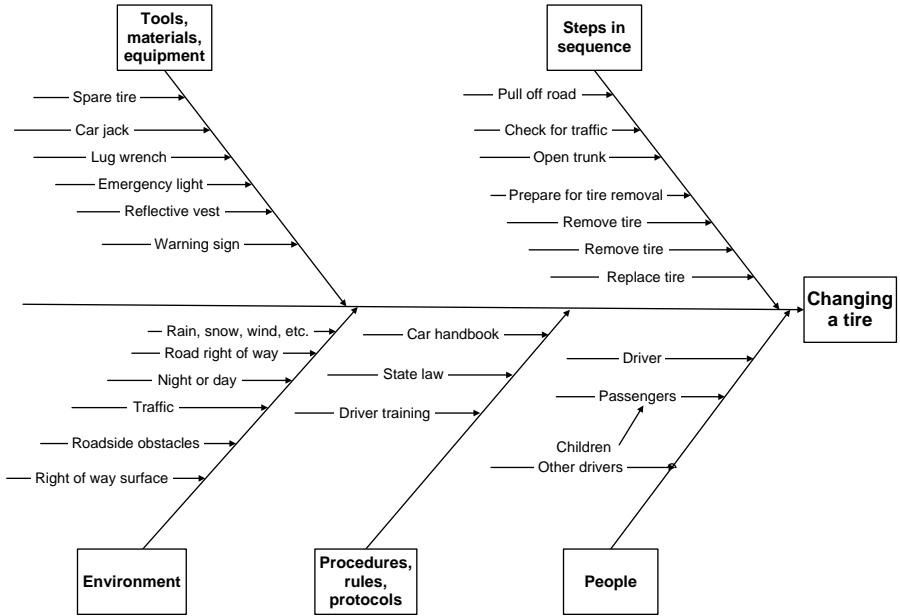 Tools,
materials,
equipment
Spare tire
Car jack
Lug wrench
Emergency light
Reflective vest
Warning sign
Steps in
sequence
Pull off road
Check for traffic
Open trunk
Prepare for tire removal
Remove tire
Remove tire
Replace tire
Changing
a tire
Rain, snow, wind, etc.
Road right of way
Night or day
Traffic
Roadside obstacles
Right of way surface
Environment
Car handbook
State law
Driver training
Procedures,
rules,
protocols
Driver
Passengers
Children
Other drivers
People